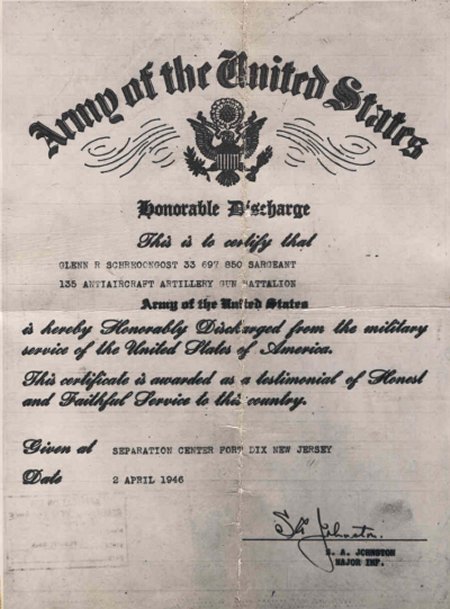 Army of the United States
Honorable Discharge
This is to certify that
GLENN R SCHRECONGOST 33 697 850 SARGEANT
135 ANTIAIRCRAFT ARTILLERY GUN BATTALION
Army of the United States
is hereby Honorably Discharged from the military
service of the United States of America.
This certificate is awarded as a testimonial of Honest
and Faithful Service to this country.
Given at SEPARATION CENTER FORT DIX NEW JERSEY
Date 2 APRIL 1946
S A Johnston.
S. A. JOHNSTON
MAJOR INF.